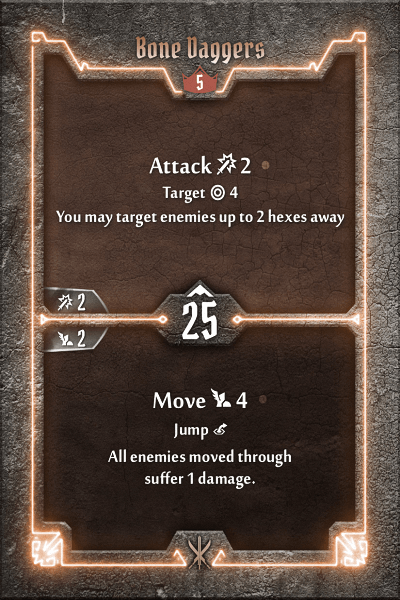 Bone Daggers
5
Attack 2
Target 4
You may target enemies up to 2 hexes away
2
25
2
Move 4
Jump
All enemies moved through
suffer 1 damage.